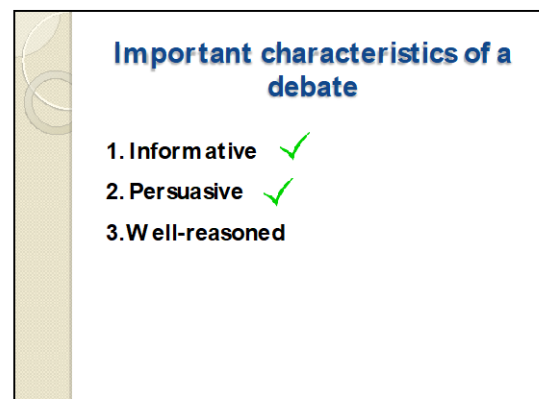 Important characteristics of a
debate
1. Informative
2. Persuasive
3.Well-reasoned